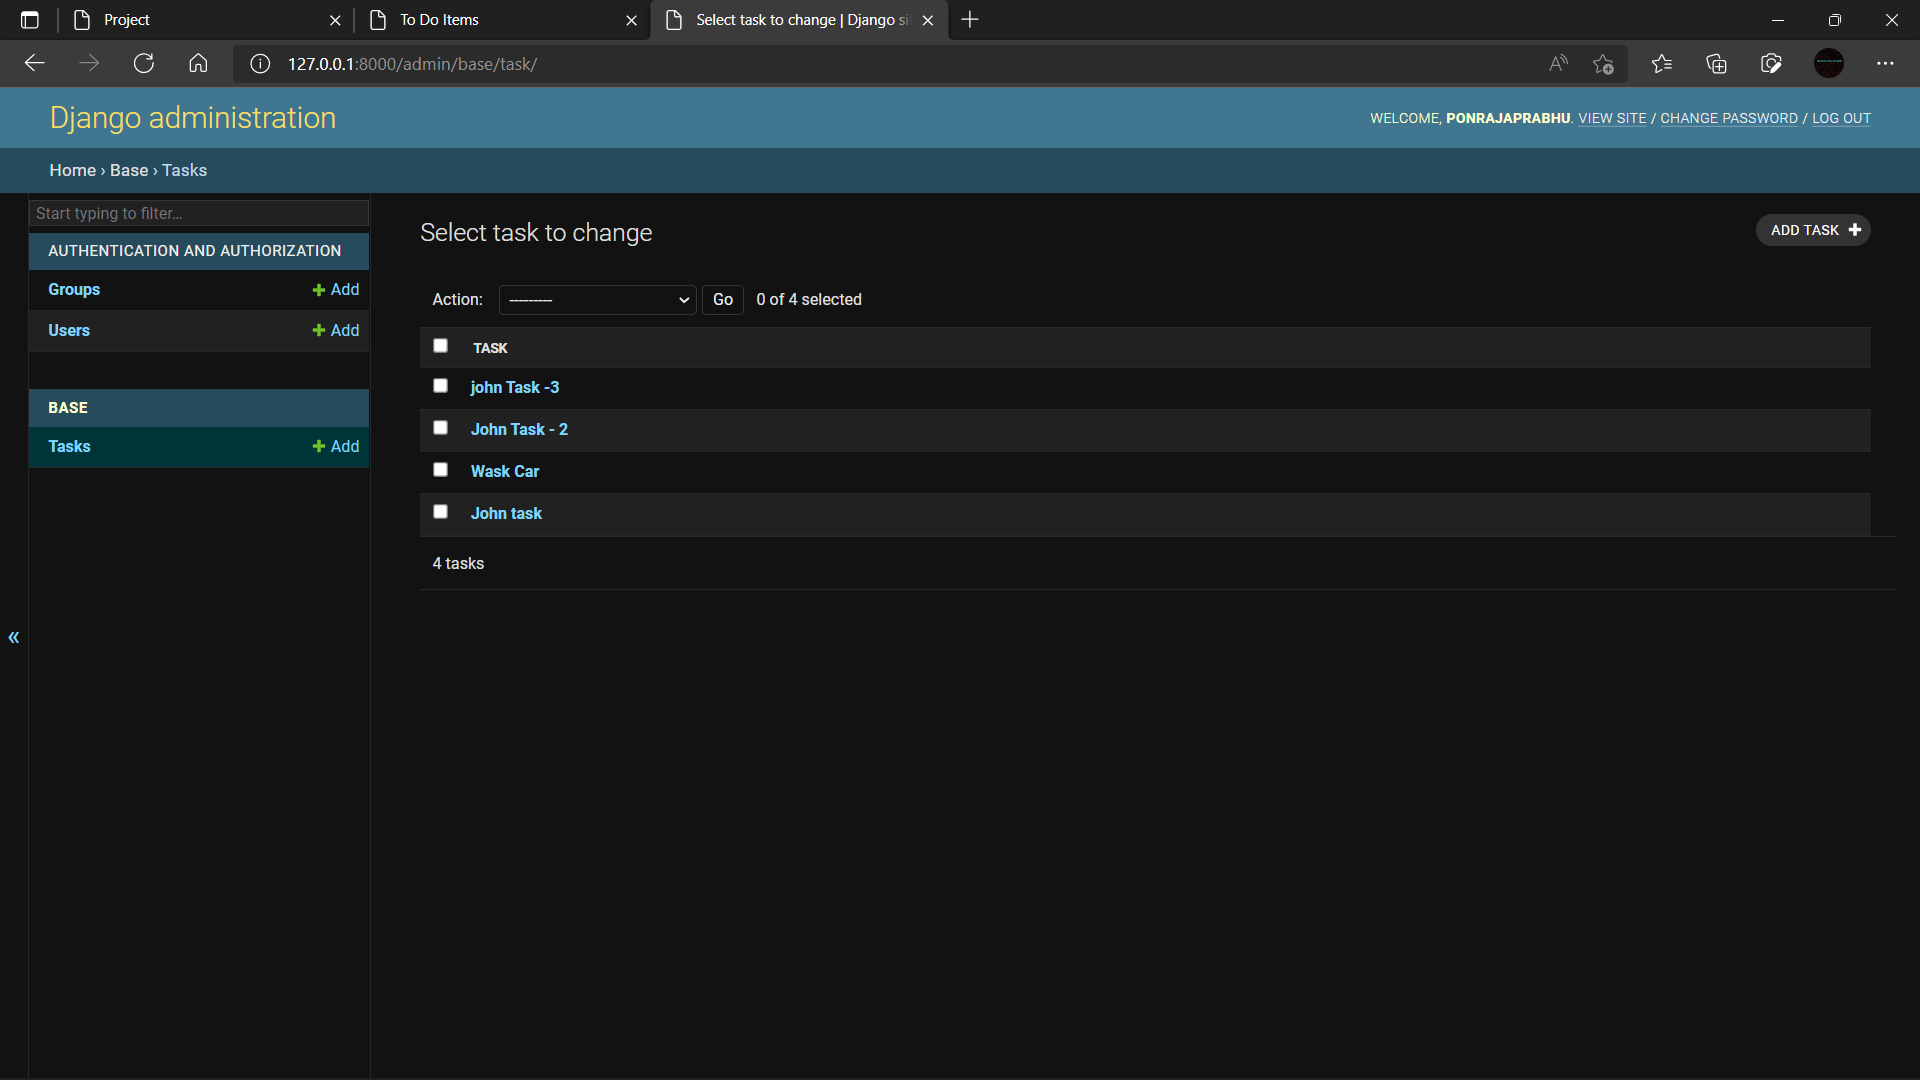 Project
To Do Items
Select task to change | Django si
127.0.0.1:8000/admin/base/task/
Django administration
WELCOME, PONRAJAPRABHU. VIEW SITE / CHANGE PASSWORD / LOG OUT
Home › Base › Tasks
Start typing to filter...
AUTHENTICATION AND AUTHORIZATION
Groups + Add
Users + Add
BASE
Tasks + Add
«
Select task to change
ADD TASK +
Action: --------- Go 0 of 4 selected
TASK
john Task -3
John Task - 2
Wask Car
John task
4 tasks